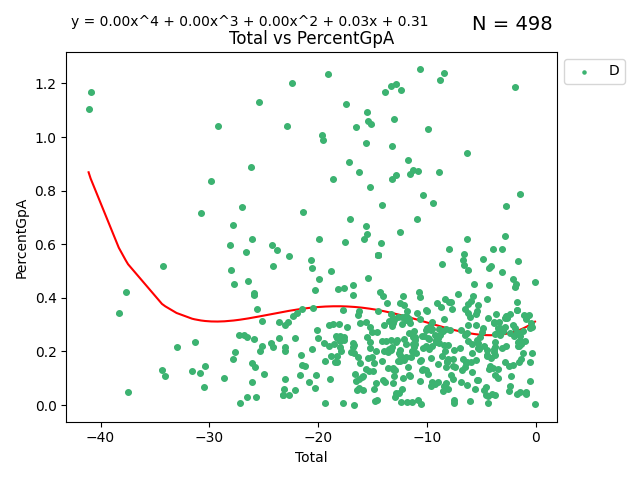 y = 0.00x^4 + 0.00x^3 + 0.00x^2 + 0.03x + 0.31
N = 498
Total vs PercentGpA
D
PercentGpA
1.2
1.0
0.8
0.6
0.4
0.2
0.0
−40
−30
−20
−10
0
Total